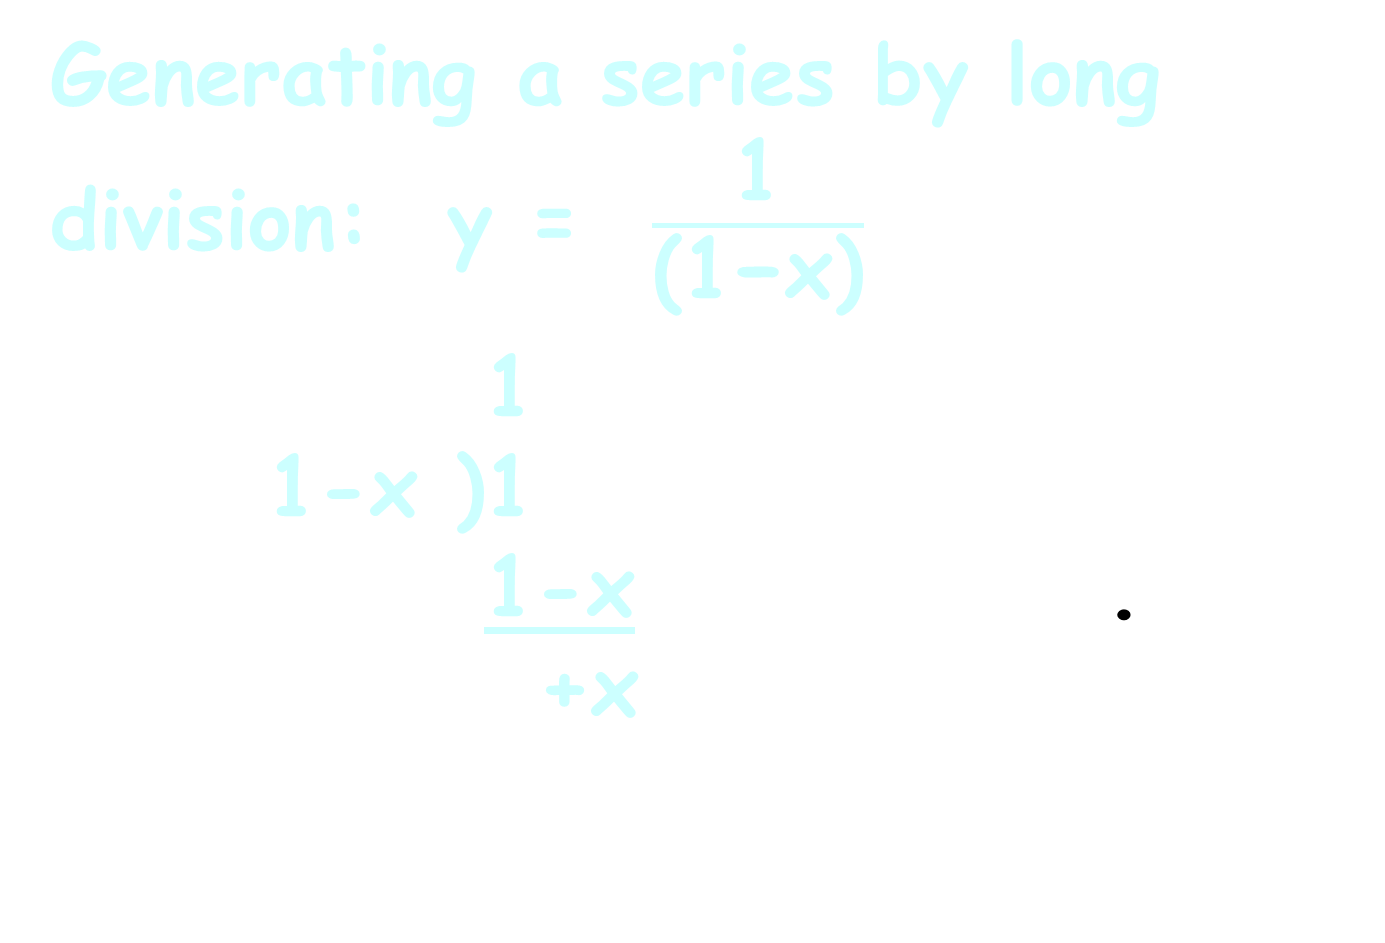 Generating a series by long
1
division: y =
(1-x)
1
1-x )1
1-x
+x